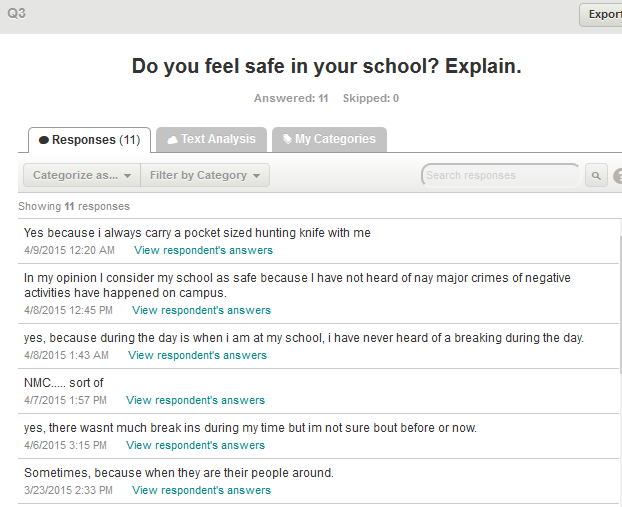 Q3
Export
Do you feel safe in your school? Explain.
Answered: 11 Skipped: 0
Responses (11) Text Analysis My Categories
Categorize as... Filter by Category Search responses
Showing 11 responses
Yes because i always carry a pocket sized hunting knife with me
4/9/2015 12:20 AM View respondent's answers
In my opinion I consider my school as safe because I have not heard of nay major crimes of negative
activities have happened on campus.
4/8/2015 12:45 PM View respondent's answers
yes, because during the day is when i am at my school, i have never heard of a breaking during the day.
4/8/2015 1:43 AM View respondent's answers
NMC..... sort of
4/7/2015 1:57 PM View respondent's answers
yes, there wasnt much break ins during my time but im not sure bout before or now.
4/6/2015 3:15 PM View respondent's answers
Sometimes, because when they are their people around.
3/23/2015 2:33 PM View respondent's answers